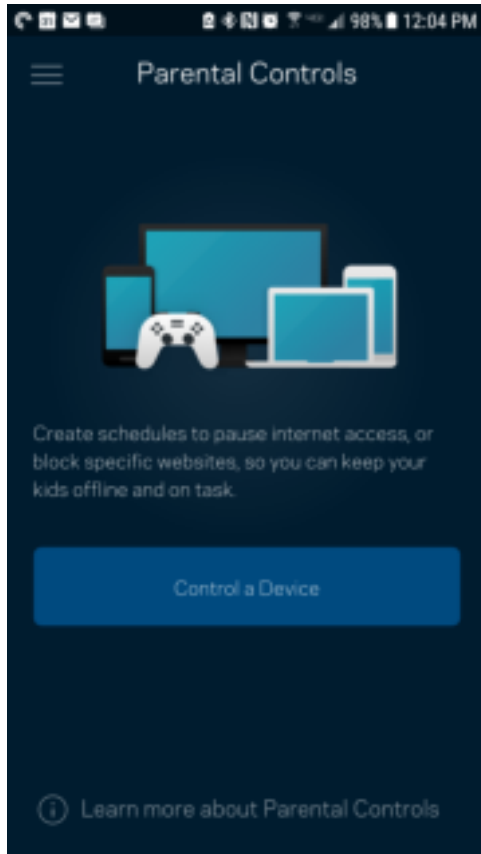 98% 12:04 PM
Parental Controls
Create schedules to pause internet access, or
block specific websites, so you can keep your
kids offline and on task.
Control a Device
Learn more about Parental Controls